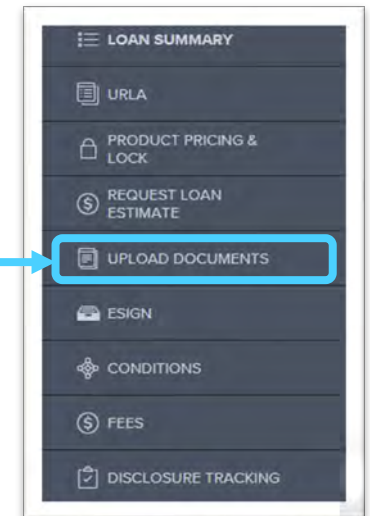 LOAN SUMMARY
URLA
PRODUCT PRICING &
LOCK
REQUEST LOAN
ESTIMATE
UPLOAD DOCUMENTS
ESIGN
CONDITIONS
FEES
DISCLOSURE TRACKING